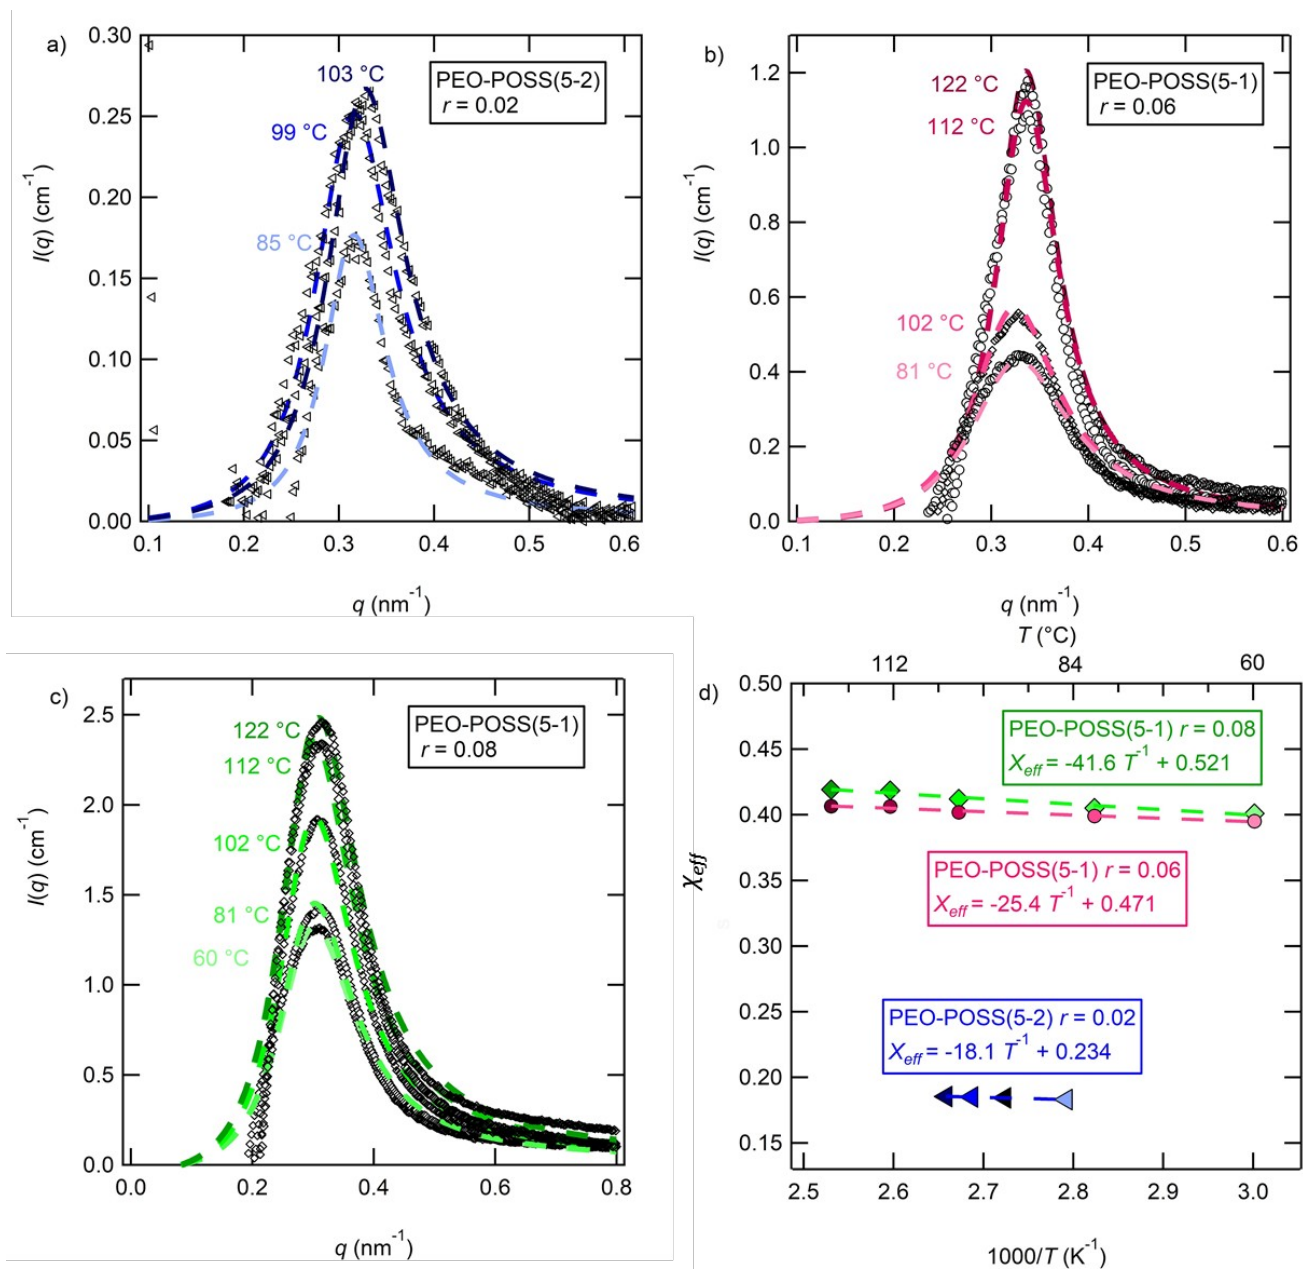 a)
0.30
0.25
0.20
0.15
0.10
0.05
0.00
I(q) (cm⁻¹)
103 °C
99 °C
85 °C
PEO-POSS(5-2)
r = 0.02
0.1 0.2 0.3 0.4 0.5 0.6
q (nm⁻¹)
b)
1.2
1.0
0.8
0.6
0.4
0.2
0.0
I(q) (cm⁻¹)
122 °C
112 °C
102 °C
81 °C
PEO-POSS(5-1)
r = 0.06
0.1 0.2 0.3 0.4 0.5 0.6
q (nm⁻¹)
c)
2.5
2.0
1.5
1.0
0.5
0.0
I(q) (cm⁻¹)
122 °C
112 °C
102 °C
81 °C
60 °C
PEO-POSS(5-1)
r = 0.08
0.0 0.2 0.4 0.6 0.8
q (nm⁻¹)
d)
T (°C)
112 84 60
0.50
0.45
0.40
0.35
0.30
0.25
0.20
0.15
χeff
PEO-POSS(5-1) r = 0.08
Xeff = -41.6 T⁻¹ + 0.521
PEO-POSS(5-1) r = 0.06
Xeff = -25.4 T⁻¹ + 0.471
PEO-POSS(5-2) r = 0.02
Xeff = -18.1 T⁻¹ + 0.234
2.5 2.6 2.7 2.8 2.9 3.0
1000/T (K⁻¹)